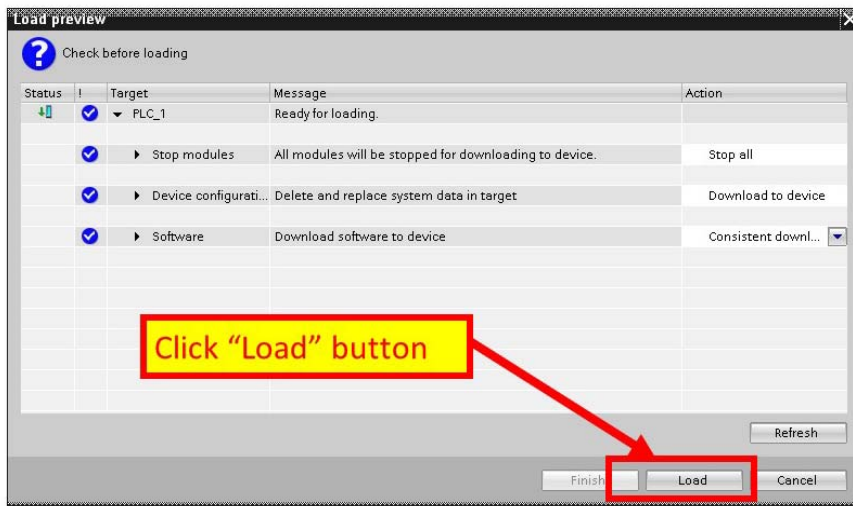 Load preview
Check before loading
Status ! Target Message Action
PLC_1 Ready for loading.
Stop modules All modules will be stopped for downloading to device. Stop all
Device configurati... Delete and replace system data in target Download to device
Software Download software to device Consistent downl...
Click “Load” button
Refresh
Finish Load Cancel